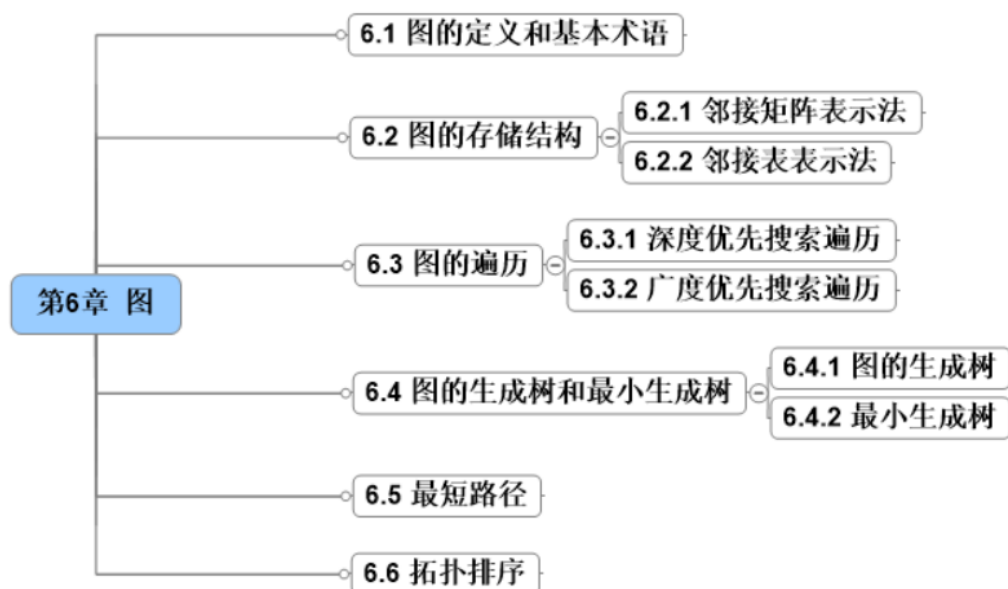 第6章 图
6.1 图的定义和基本术语
6.2 图的存储结构
6.2.1 邻接矩阵表示法
6.2.2 邻接表表示法
6.3 图的遍历
6.3.1 深度优先搜索遍历
6.3.2 广度优先搜索遍历
6.4 图的生成树和最小生成树
6.4.1 图的生成树
6.4.2 最小生成树
6.5 最短路径
6.6 拓扑排序